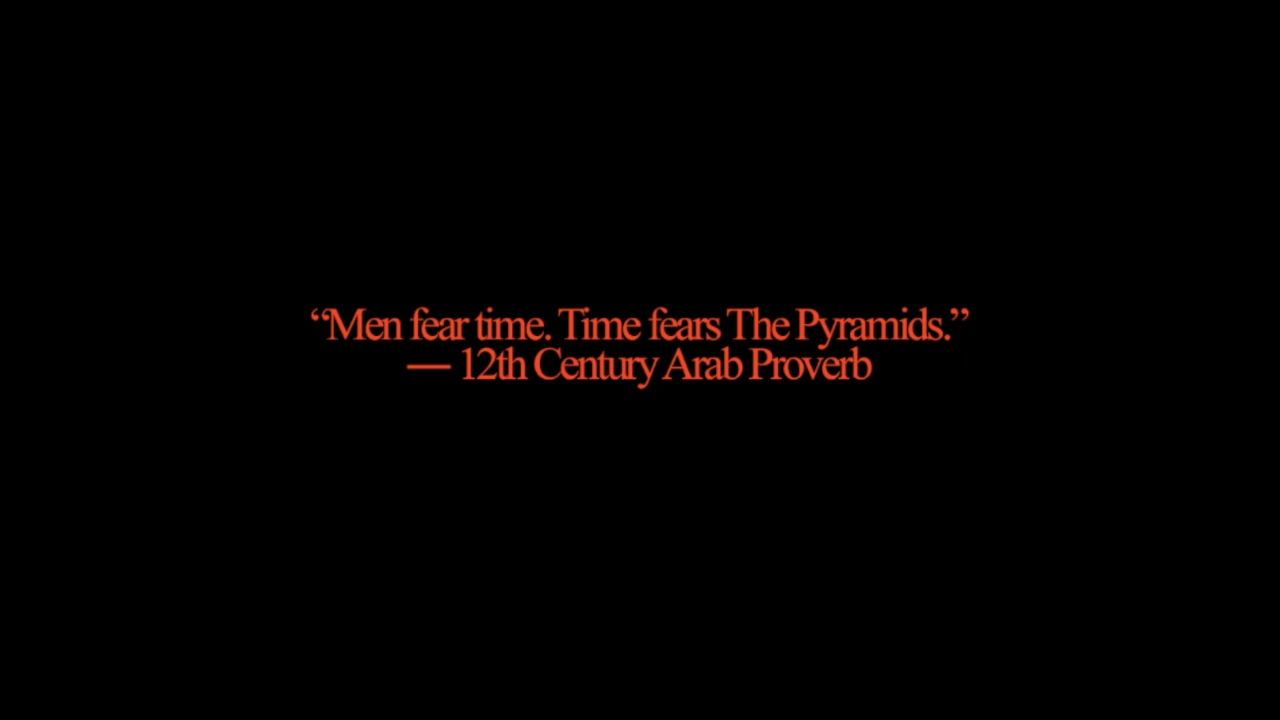 “Men fear time. Time fears The Pyramids.”
— 12th Century Arab Proverb